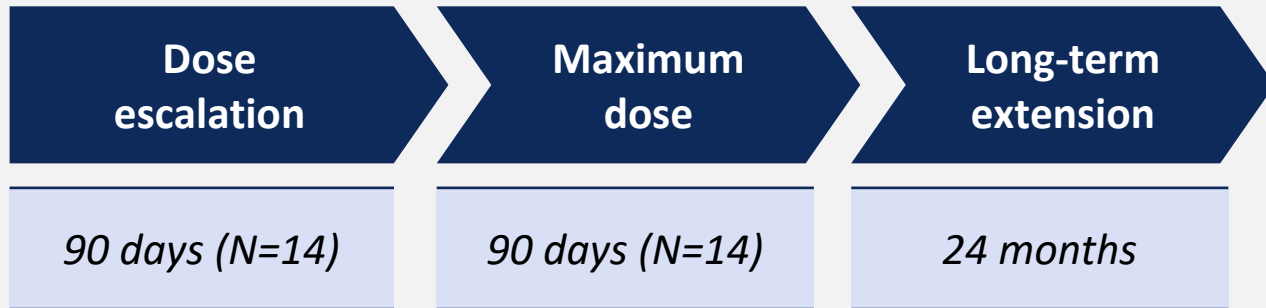 Dose
escalation
Maximum
dose
Long-term
extension
90 days (N=14)
90 days (N=14)
24 months